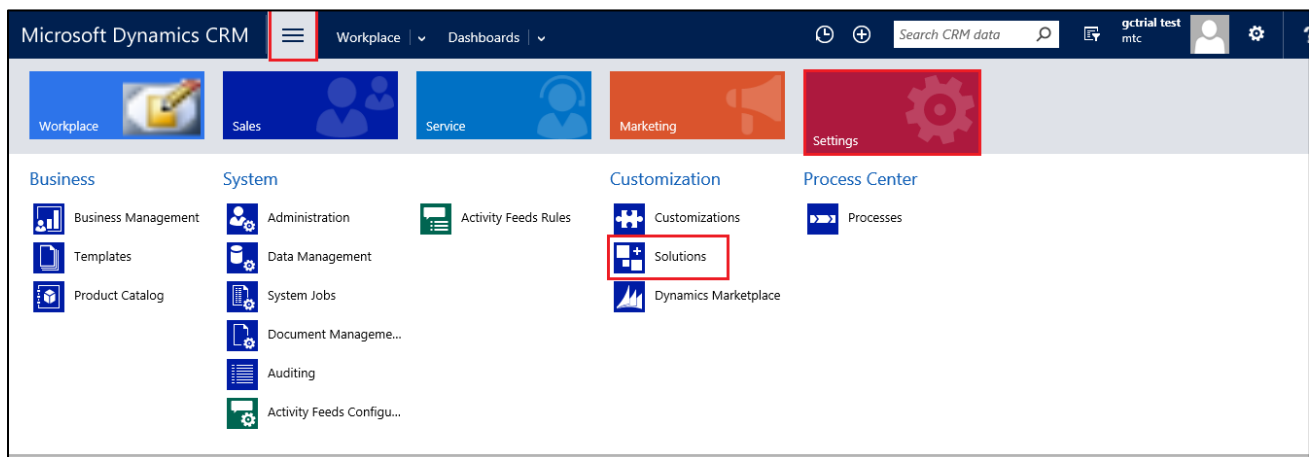 Microsoft Dynamics CRM
Workplace
Dashboards
Search CRM data
gctrial test
mtc
?
Workplace
Sales
Service
Marketing
Settings
Business
System
Customization
Process Center
Business Management
Administration
Activity Feeds Rules
Customizations
Processes
Templates
Data Management
Solutions
Product Catalog
System Jobs
Dynamics Marketplace
Document Manageme...
Auditing
Activity Feeds Configu...